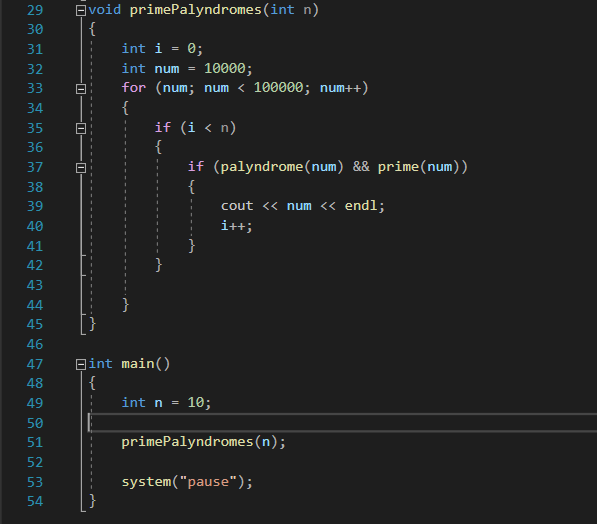 29 void primePalyndromes(int n)
30 {
31 int i = 0;
32 int num = 10000;
33 for (num; num < 100000; num++)
34 {
35 if (i < n)
36 {
37 if (palyndrome(num) && prime(num))
38 {
39 cout << num << endl;
40 i++;
41 }
42 }
43
44 }
45 }
46
47 int main()
48 {
49 int n = 10;
50
51 primePalyndromes(n);
52
53 system("pause");
54 }